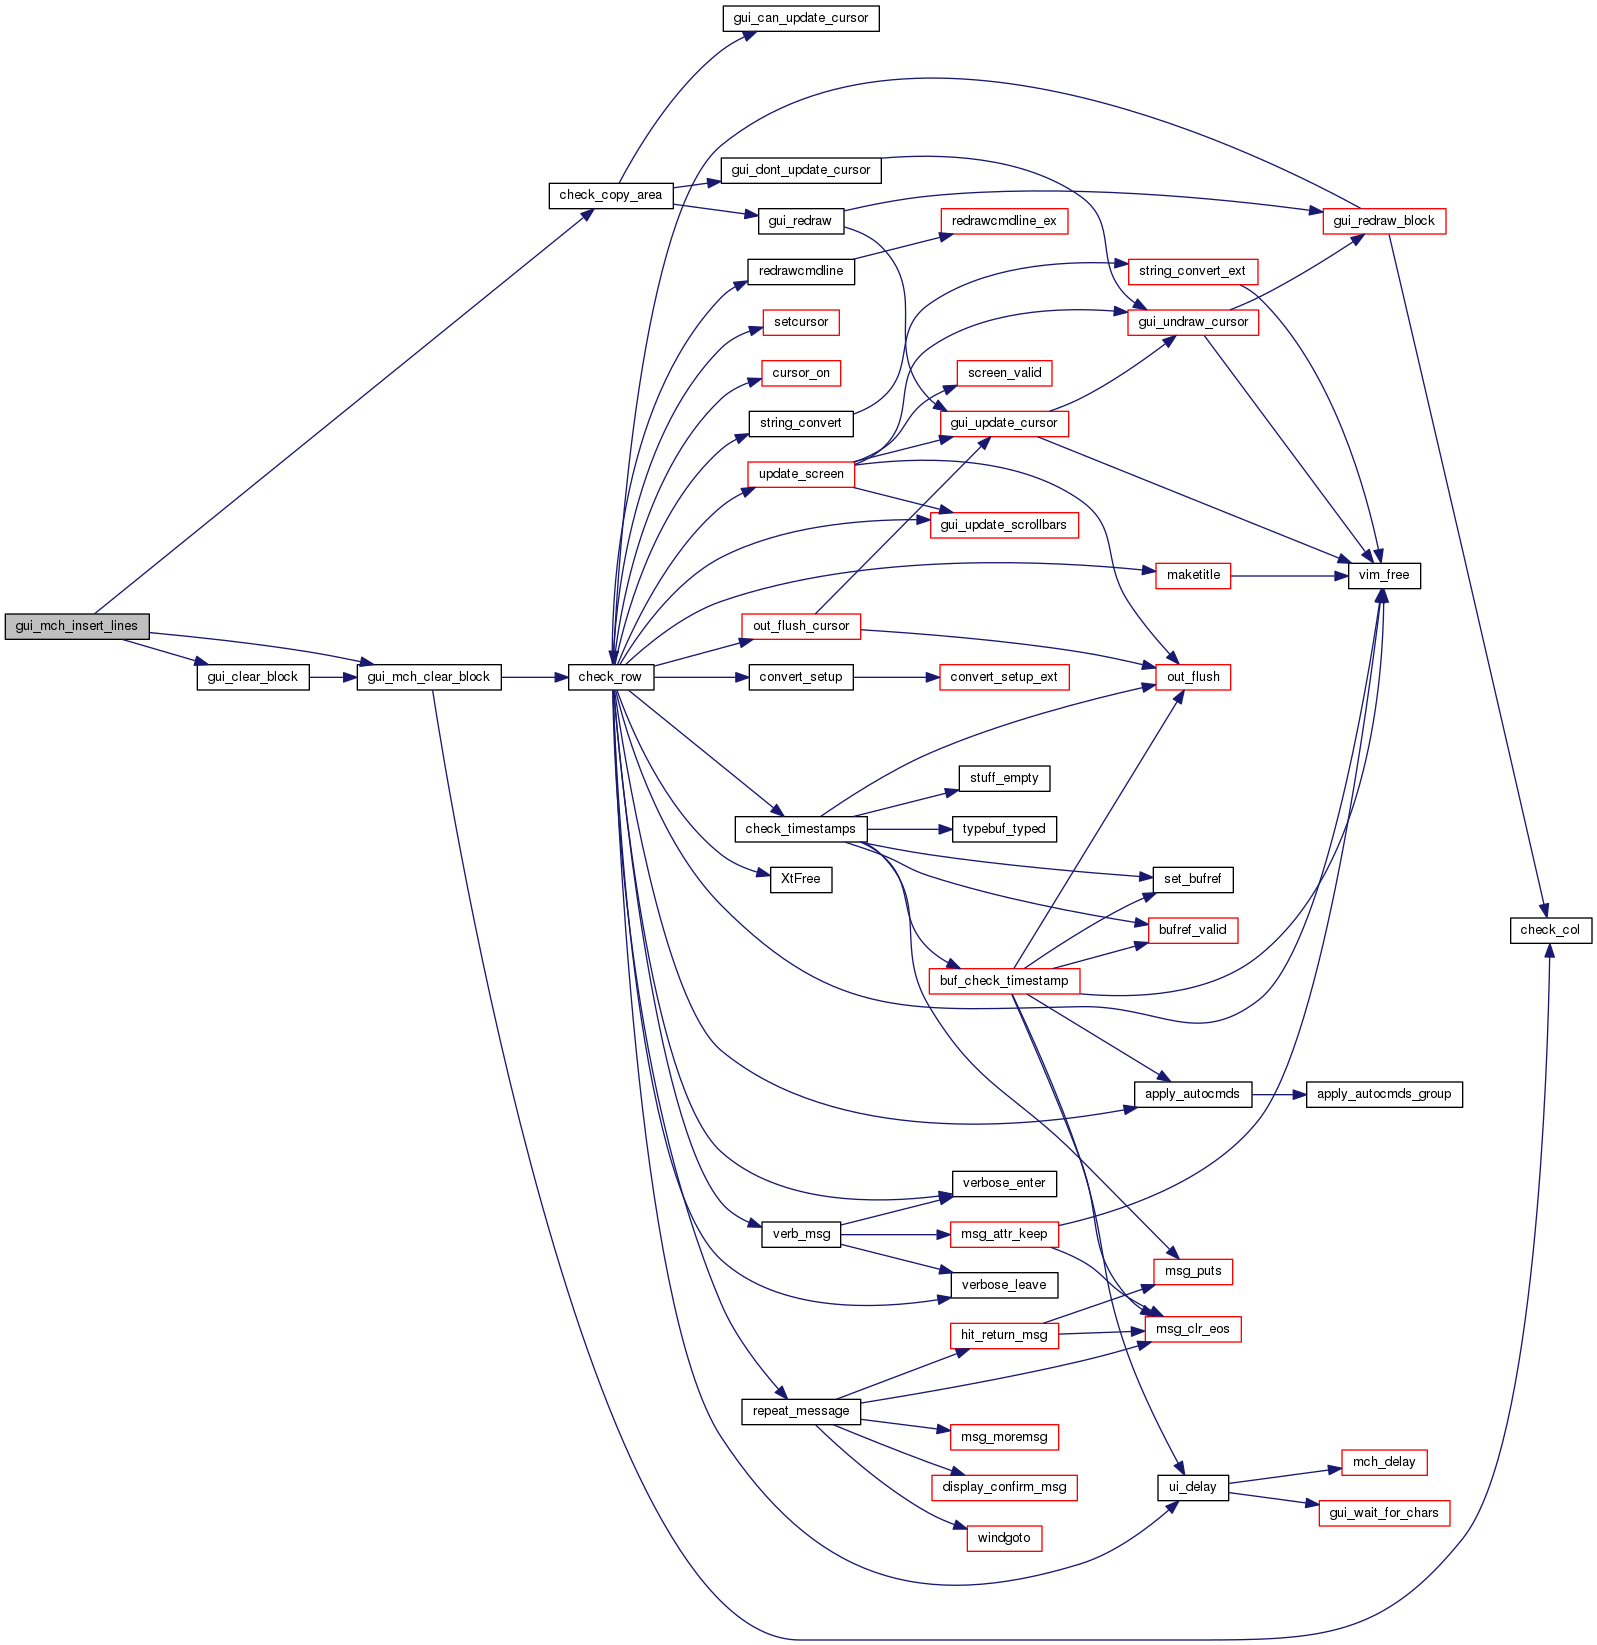 gui_can_update_cursor
gui_dont_update_cursor
check_copy_area
gui_redraw
redrawcmdline_ex
gui_redraw_block
redrawcmdline
string_convert_ext
setcursor
gui_undraw_cursor
cursor_on
screen_valid
string_convert
gui_update_cursor
update_screen
gui_update_scrollbars
maketitle
vim_free
gui_mch_insert_lines
out_flush_cursor
gui_clear_block
gui_mch_clear_block
check_row
convert_setup
convert_setup_ext
out_flush
stuff_empty
check_timestamps
typebuf_typed
XtFree
set_bufref
bufref_valid
check_col
buf_check_timestamp
apply_autocmds
apply_autocmds_group
verbose_enter
verb_msg
msg_attr_keep
msg_puts
verbose_leave
hit_return_msg
msg_clr_eos
repeat_message
msg_moremsg
mch_delay
display_confirm_msg
ui_delay
gui_wait_for_chars
windgoto